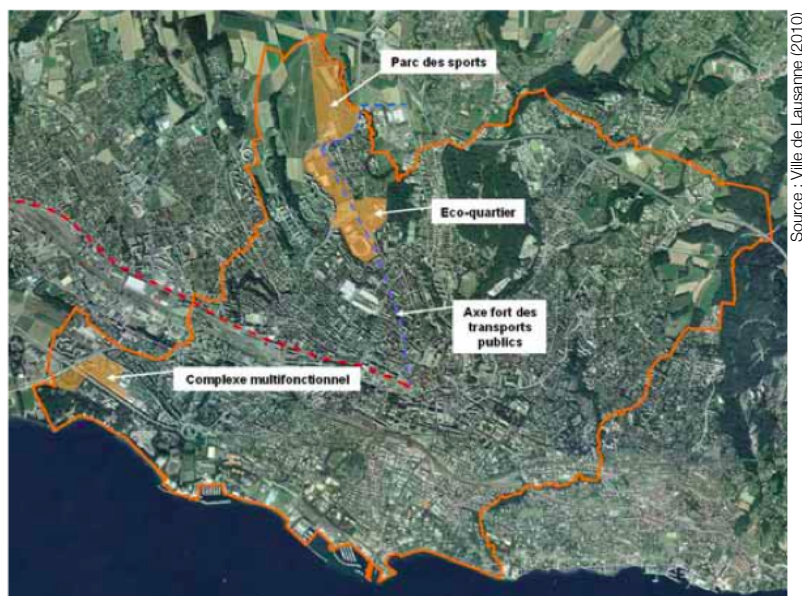 Parc des sports
Eco-quartier
Axe fort des
transports
publics
Complexe multifonctionnel
Source : Ville de Lausanne (2010)